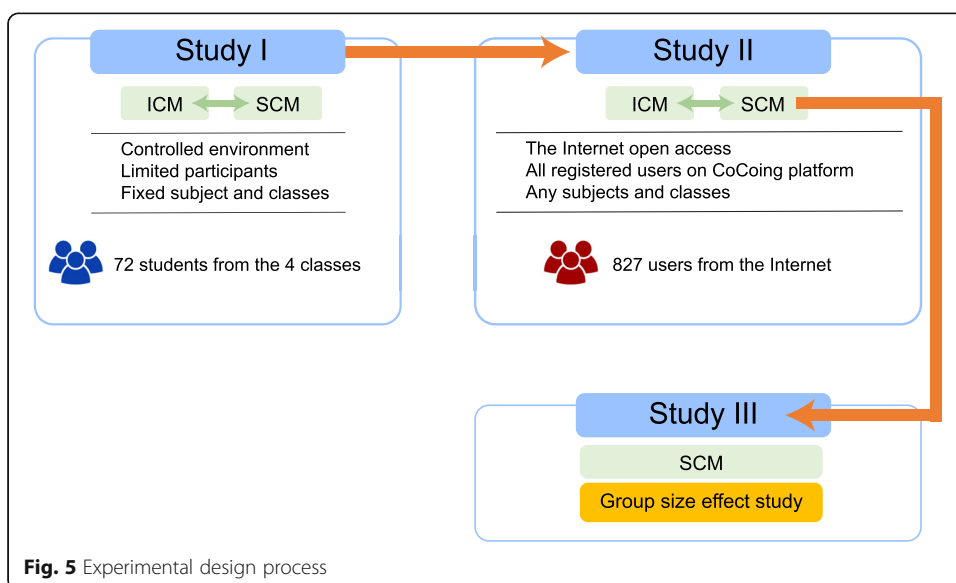 Study I
ICM
SCM
Controlled environment
Limited participants
Fixed subject and classes
72 students from the 4 classes
Study II
ICM
SCM
The Internet open access
All registered users on CoCoing platform
Any subjects and classes
827 users from the Internet
Study III
SCM
Group size effect study
Fig. 5 Experimental design process